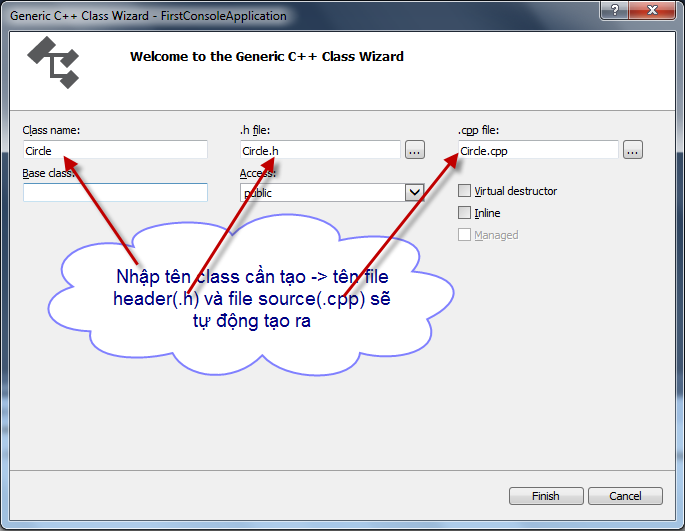 Generic C++ Class Wizard - FirstConsoleApplication
Welcome to the Generic C++ Class Wizard
Class name:
.h file:
.cpp file:
Circle
Circle.h
...
Circle.cpp
...
Base class:
Access:
public
Virtual destructor
Inline
Managed
Nhập tên class cần tạo -> tên file
header(.h) và file source(.cpp) sẽ
tự động tạo ra
Finish
Cancel